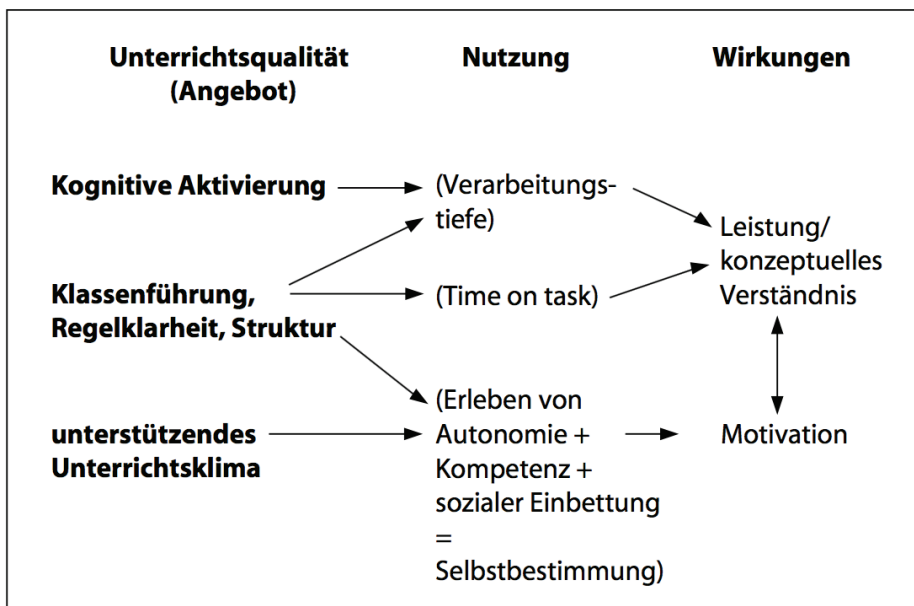 Unterrichtsqualität
(Angebot)
Nutzung
Wirkungen
Kognitive Aktivierung
(Verarbeitungs-
tiefe)
Leistung/
konzeptuelles
Verständnis
Klassenführung,
Regelklarheit, Struktur
(Time on task)
unterstützendes
Unterrichtsklima
(Erleben von
Autonomie +
Kompetenz +
sozialer Einbettung
=
Selbstbestimmung)
Motivation